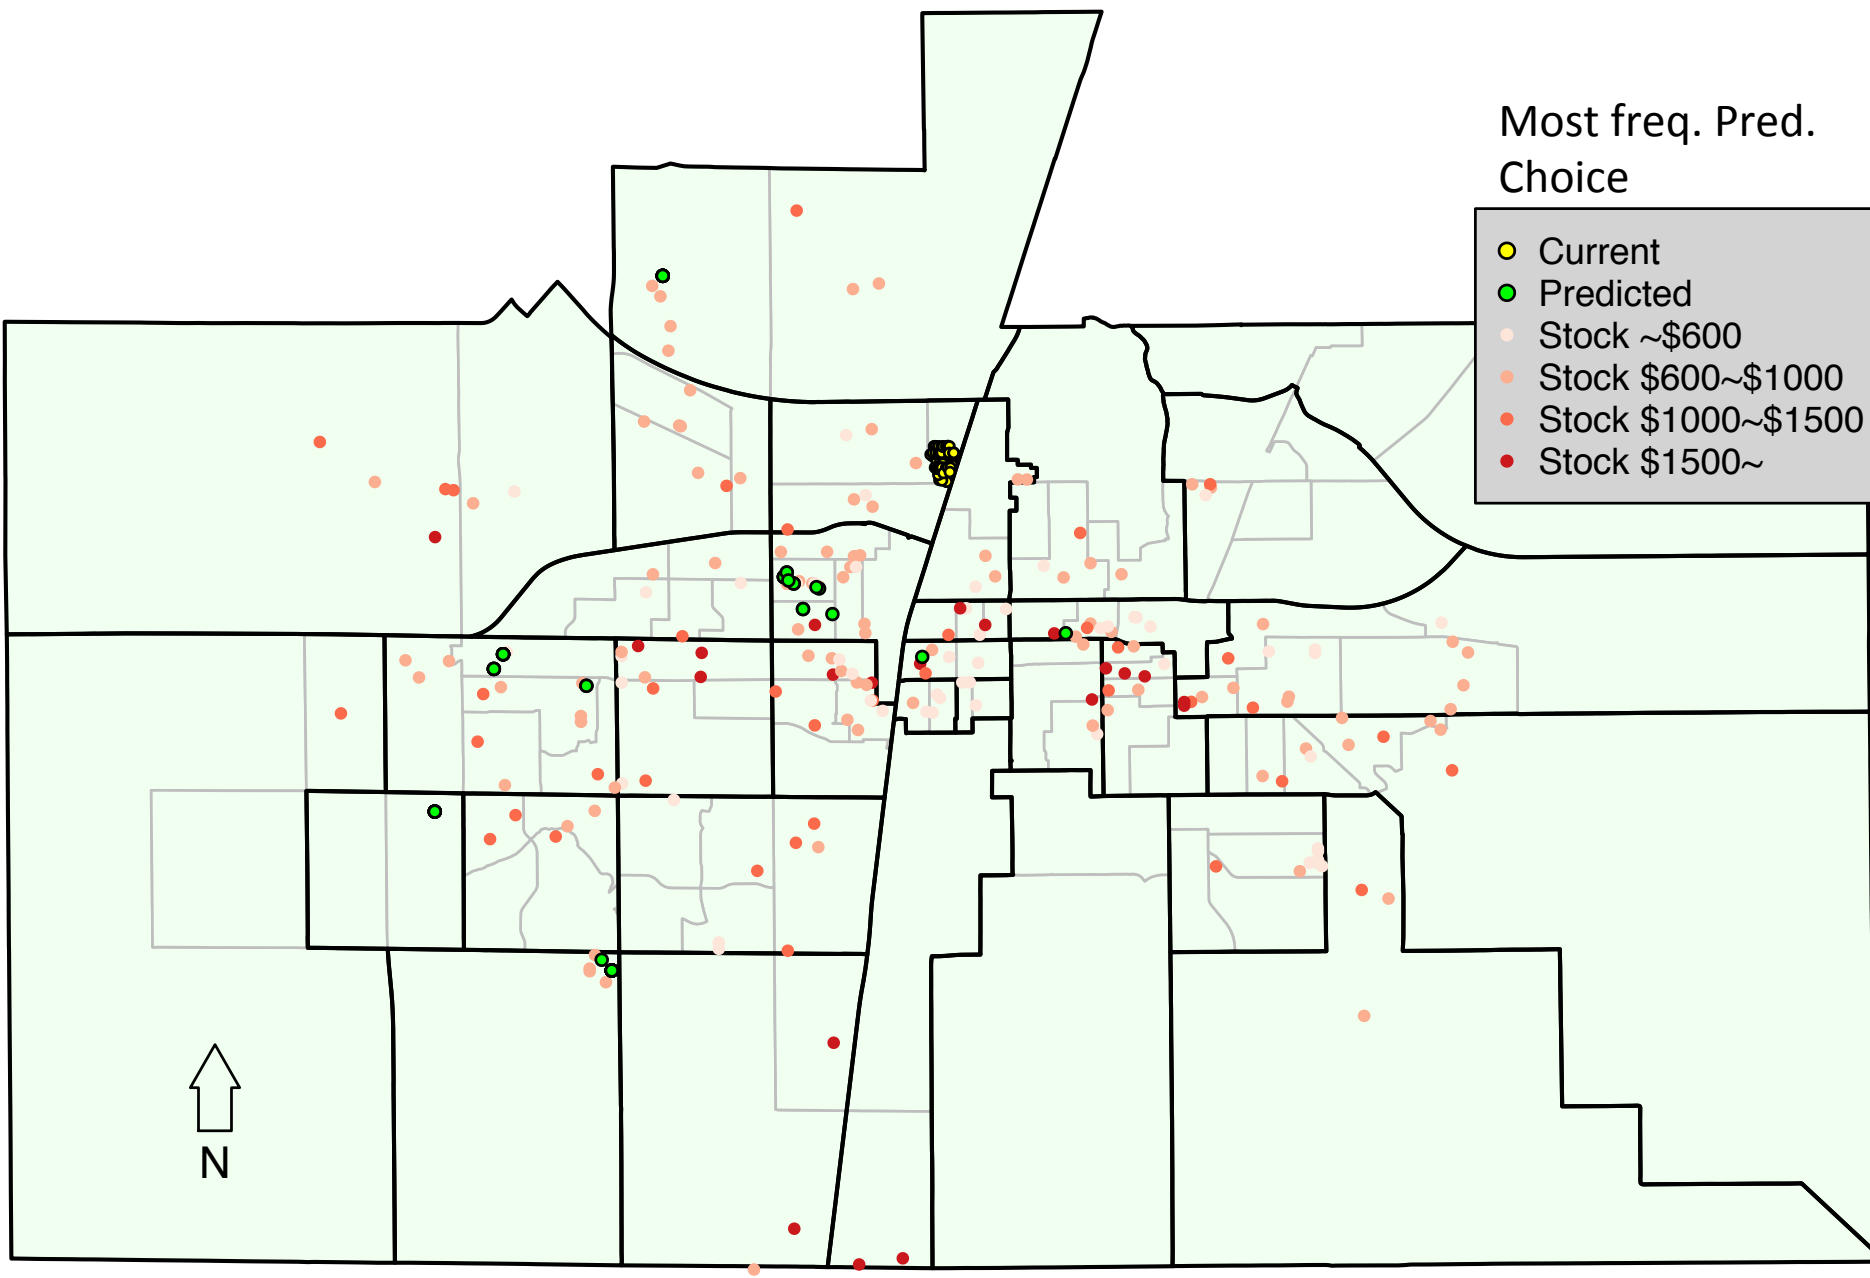 Most freq. Pred.
Choice
Current
Predicted
Stock ~$600
Stock $600~$1000
Stock $1000~$1500
Stock $1500~
N